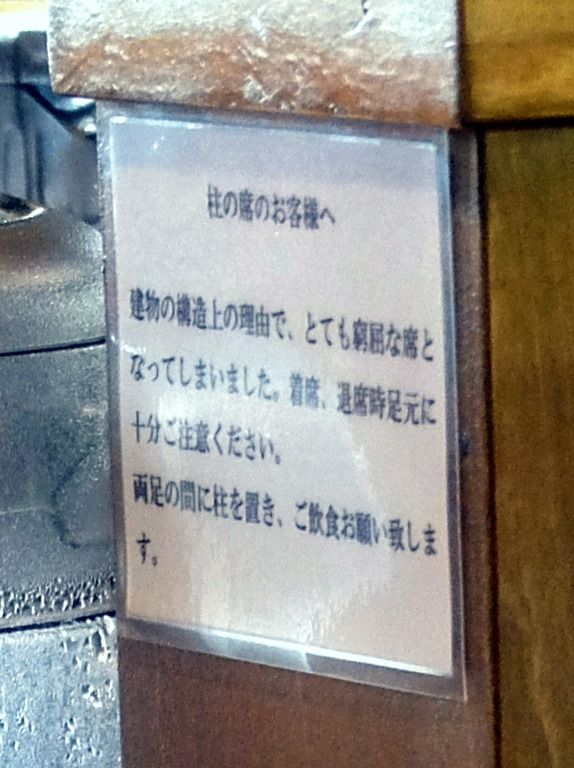 柱の席のお客様へ
建物の構造上の理由で、とても窮屈な席と
なってしまいました。着席、退席時足元に
十分ご注意ください。
両足の間に柱を置き、ご飲食お願い致しま
す。